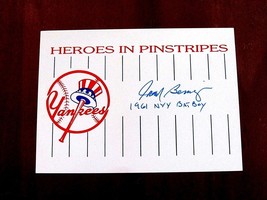 HEROES IN PINSTRIPES
Yankees
1961 NYY Bat Boy